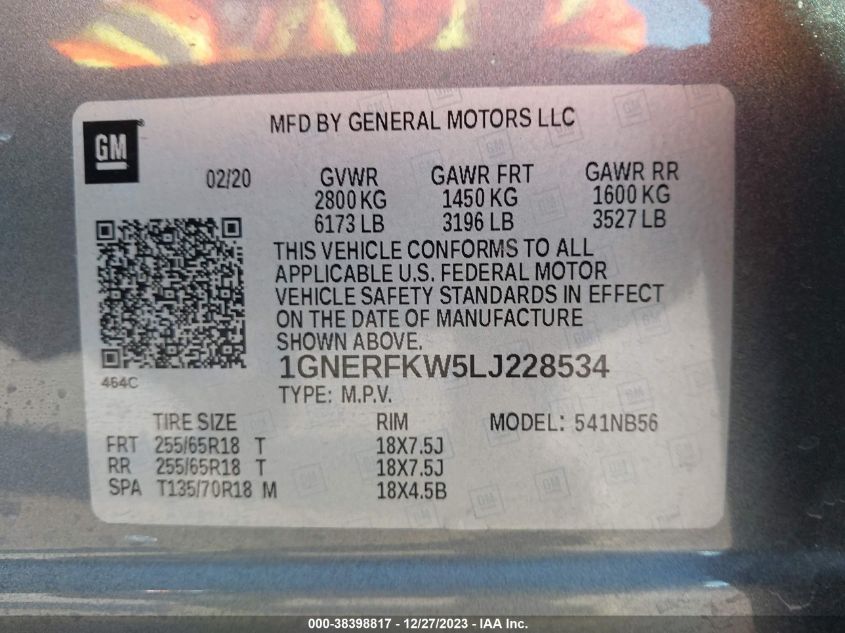 MFD BY GENERAL MOTORS LLC
GM
02/20 GVWR GAWR FRT GAWR RR
2800 KG 1450 KG 1600 KG
6173 LB 3196 LB 3527 LB
THIS VEHICLE CONFORMS TO ALL
APPLICABLE U.S. FEDERAL MOTOR
VEHICLE SAFETY STANDARDS IN EFFECT
ON THE DATE OF MANUFACTURE
SHOWN ABOVE.
1GNERFKW5LJ228534
464C
TYPE: M.P.V.
TIRE SIZE RIM MODEL: 541NB56
FRT 255/65R18 T 18X7.5J
RR 255/65R18 T 18X7.5J
SPA T135/70R18 M 18X4.5B
000-38398817 - 12/27/2023 - IAA Inc.